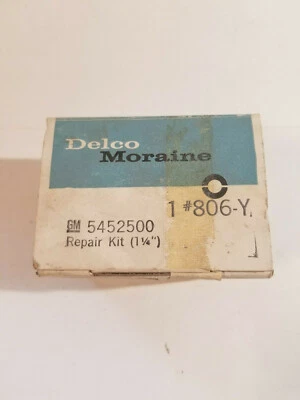 Delco
Moraine
1 #806-Y
GM 5452500
Repair Kit (1¼")